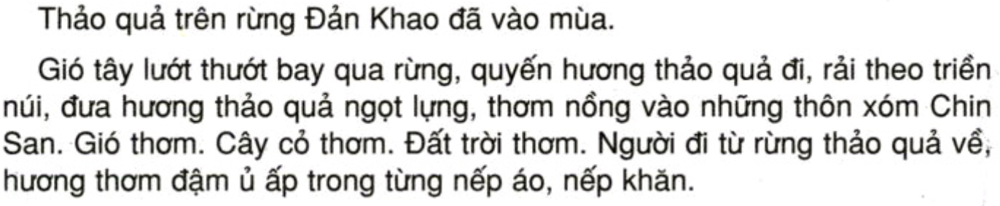 Thảo quả trên rừng Đản Khao đã vào mùa.
Gió tây lướt thướt bay qua rừng, quyến hương thảo quả đi, rải theo triền
núi, đưa hương thảo quả ngọt lựng, thơm nồng vào những thôn xóm Chin
San. Gió thơm. Cây cỏ thơm. Đất trời thơm. Người đi từ rừng thảo quả về,
hương thơm đậm ủ ấp trong từng nếp áo, nếp khăn.